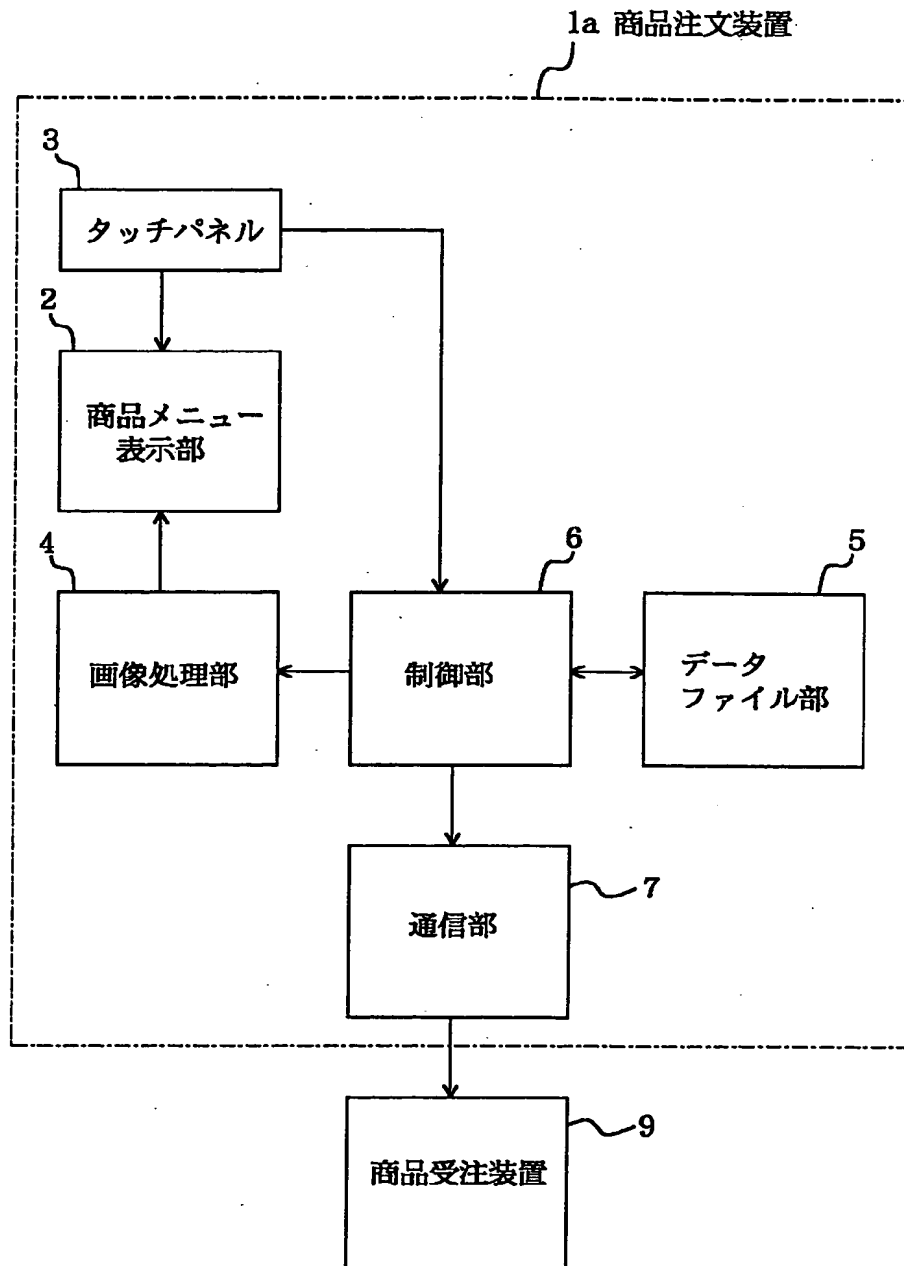 1a 商品注文装置
3
タッチパネル
2
商品メニュー
表示部
4
画像処理部
6
制御部
5
データ
ファイル部
通信部
7
商品受注装置
9